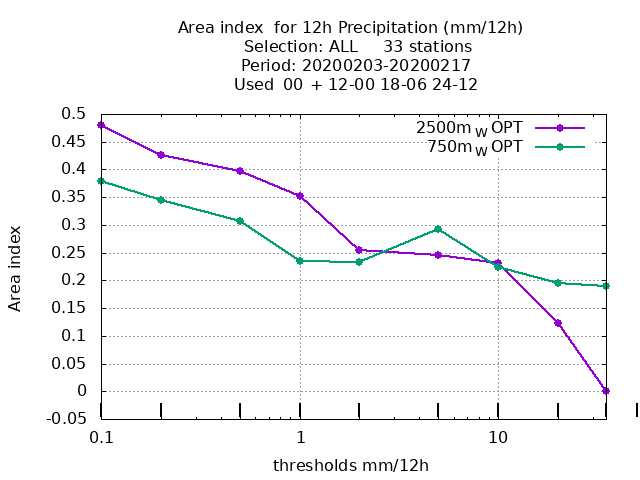 Area index  for 12h Precipitation (mm/12h)
Selection: ALL     33 stations
Period: 20200203-20200217
Used  00  + 12-00 18-06 24-12
2500m W OPT
750m W OPT
0.5
0.45
0.4
0.35
0.3
0.25
0.2
0.15
0.1
0.05
0
-0.05
Area index
0.1
1
10
thresholds mm/12h